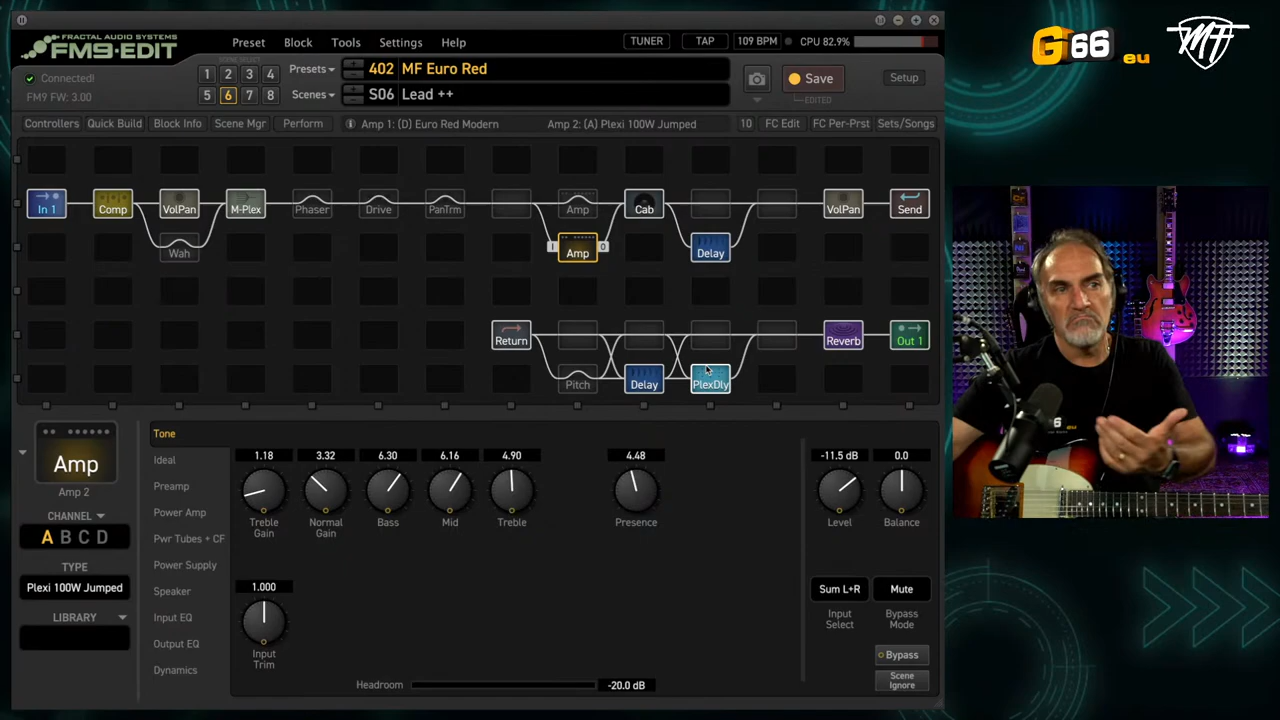 FRACTAL AUDIO SYSTEMS
FM9-EDIT
Preset Block Tools Settings Help
TUNER TAP 109 BPM CPU 82.9%
Connected!
FM9 FW: 3.00
SCENE SELECT
1 2 3 4
5 6 7 8
Presets 402 MF Euro Red
Scenes S06 Lead ++
Save
EDITED
Setup
Controllers Quick Build Block Info Scene Mgr Perform Amp 1: (D) Euro Red Modern Amp 2: (A) Plexi 100W Jumped 10 FC Edit FC Per-Prst Sets/Songs
In 1 Comp VolPan M-Plex Phaser Drive PanTrm Amp Cab VolPan Send
Wah I Amp O Delay
Return Reverb Out 1
Pitch Delay PlexDly
Amp
Amp 2
CHANNEL
A B C D
TYPE
Plexi 100W Jumped
LIBRARY
Tone
Ideal
Preamp
Power Amp
Pwr Tubes + CF
Power Supply
Speaker
Input EQ
Output EQ
Dynamics
1.18 3.32 6.30 6.16 4.90 4.48 -11.5 dB 0.0
Treble Gain Normal Gain Bass Mid Treble Presence Level Balance
1.000
Input Trim
Sum L+R Mute
Input Select Bypass Mode
Bypass
Scene Ignore
Headroom -20.0 dB
G66
eu
MF